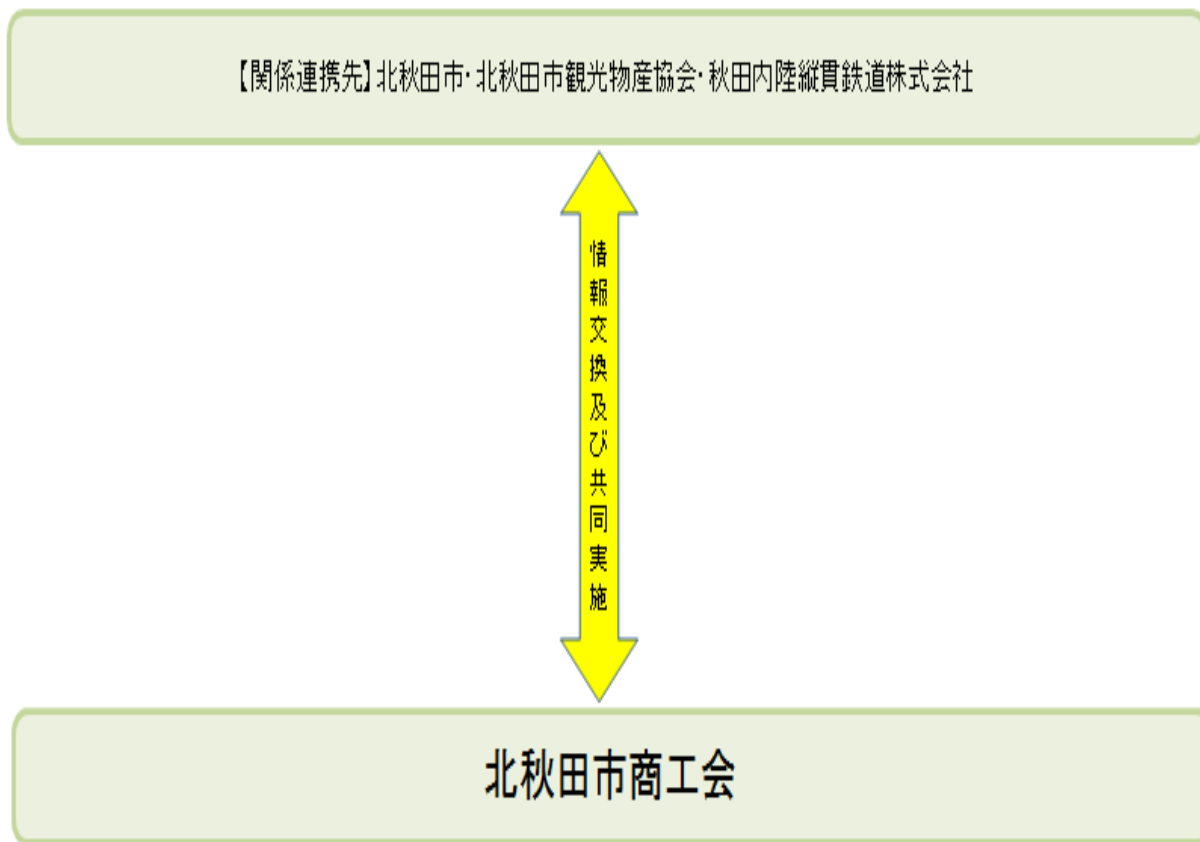 【関係連携先】北秋田市・北秋田市観光物産協会・秋田内陸縦貫鉄道株式会社
情報交換及び共同実施
北秋田市商工会